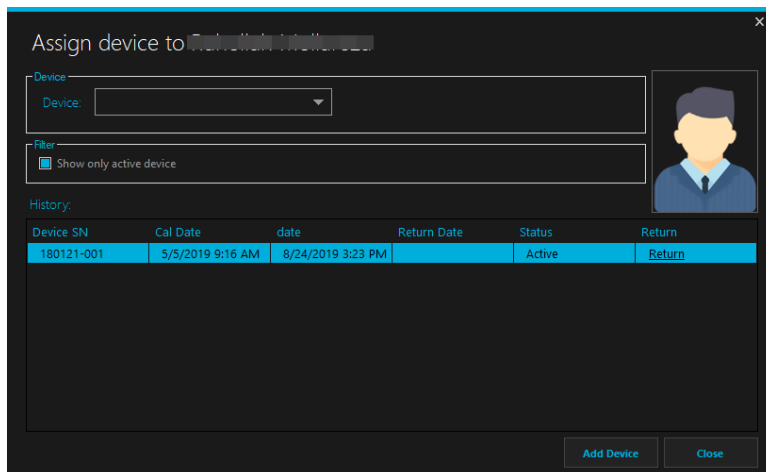 Assign device to
Device
Device:
Filter
Show only active device
History:
Device SN Cal Date date Return Date Status Return
180121-001 5/5/2019 9:16 AM 8/24/2019 3:23 PM Active Return
Add Device Close